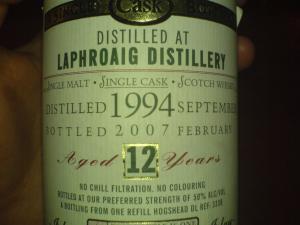 Cask
DISTILLED AT
LAPHROAIG DISTILLERY
SINGLE MALT · SINGLE CASK · SCOTCH WHISKY
DISTILLED 1994 SEPTEMBER
BOTTLED 2007 FEBRUARY
Aged 12 Years
NO CHILL FILTRATION. NO COLOURING
BOTTLED AT OUR PREFERRED STRENGTH OF 50% ALC/VOL
A BOTTLING FROM ONE REFILL HOGSHEAD
Islay